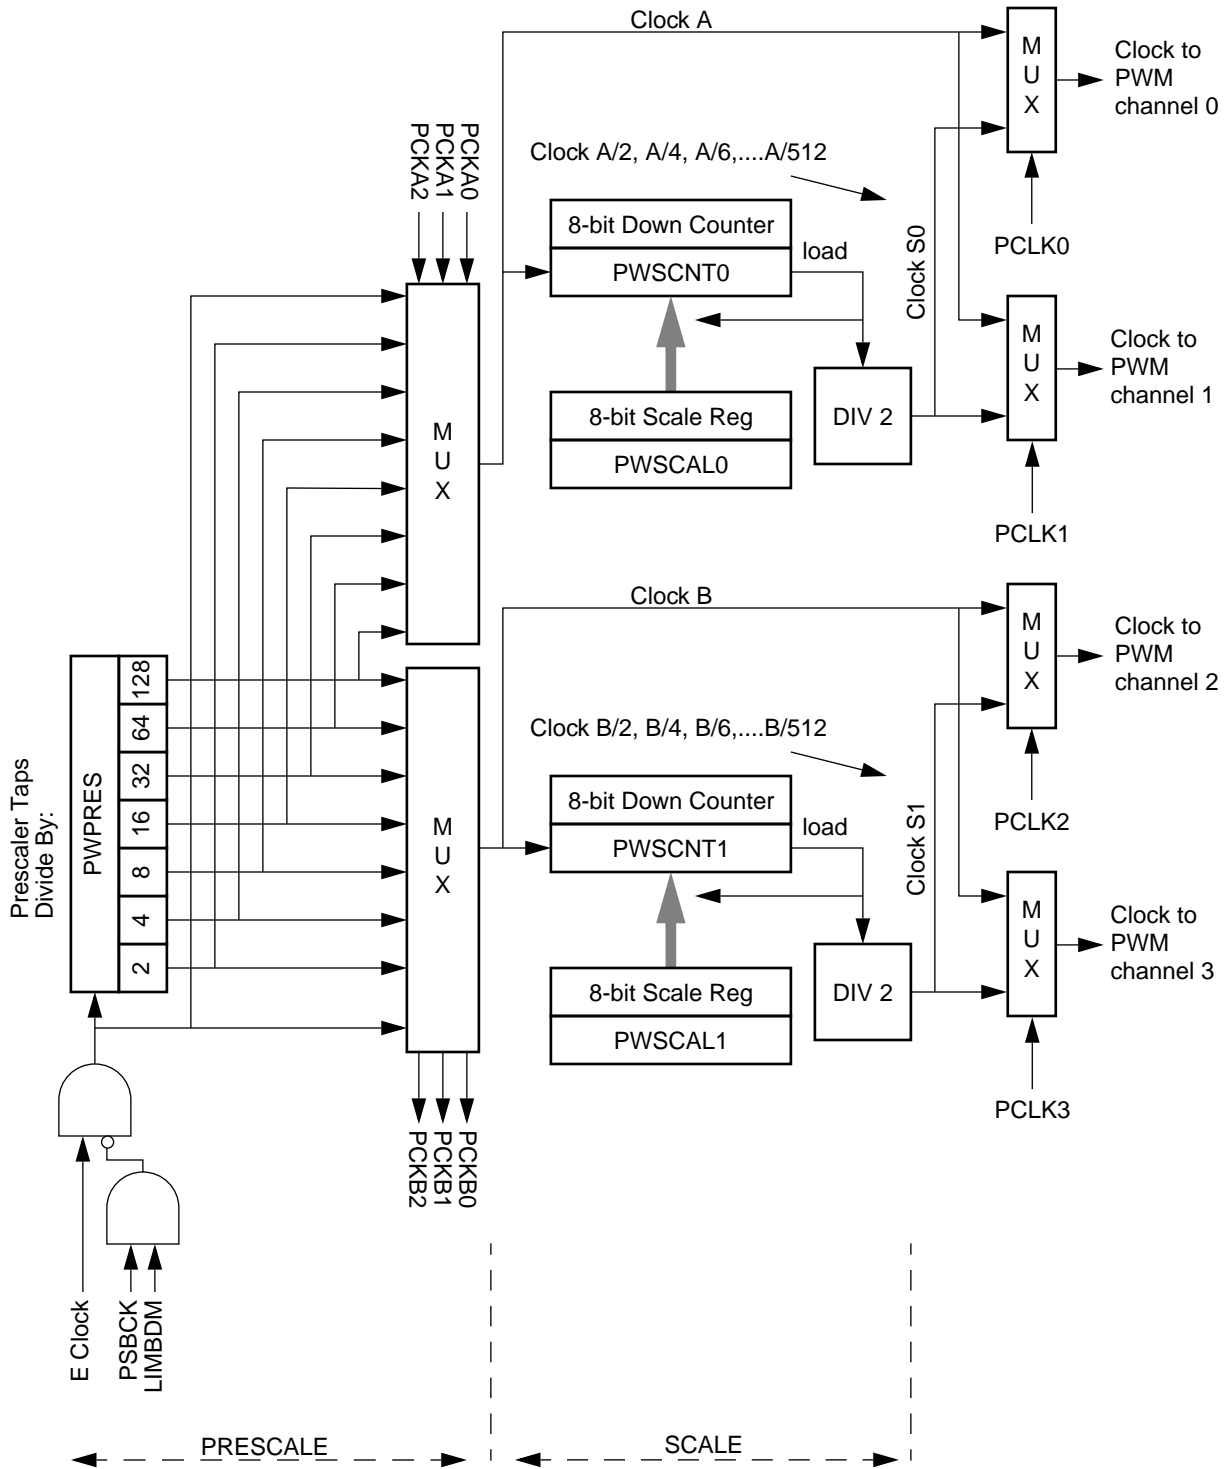 Clock A
M
U
X
Clock to
PWM
channel 0
PCKA2
PCKA1
PCKA0
Clock A/2, A/4, A/6,....A/512
8-bit Down Counter
PWSCNT0
load
Clock S0
PCLK0
M
U
X
Clock to
PWM
channel 1
8-bit Scale Reg
PWSCAL0
DIV 2
M
U
X
PCLK1
Clock B
M
U
X
Clock to
PWM
channel 2
Prescaler Taps
Divide By:
PWPRES
128
64
32
16
8
4
2
Clock B/2, B/4, B/6,....B/512
8-bit Down Counter
PWSCNT1
load
Clock S1
PCLK2
M
U
X
M
U
X
Clock to
PWM
channel 3
8-bit Scale Reg
PWSCAL1
DIV 2
PCLK3
PCKB2
PCKB1
PCKB0
E Clock
PSBCK
LIMBDM
PRESCALE
SCALE